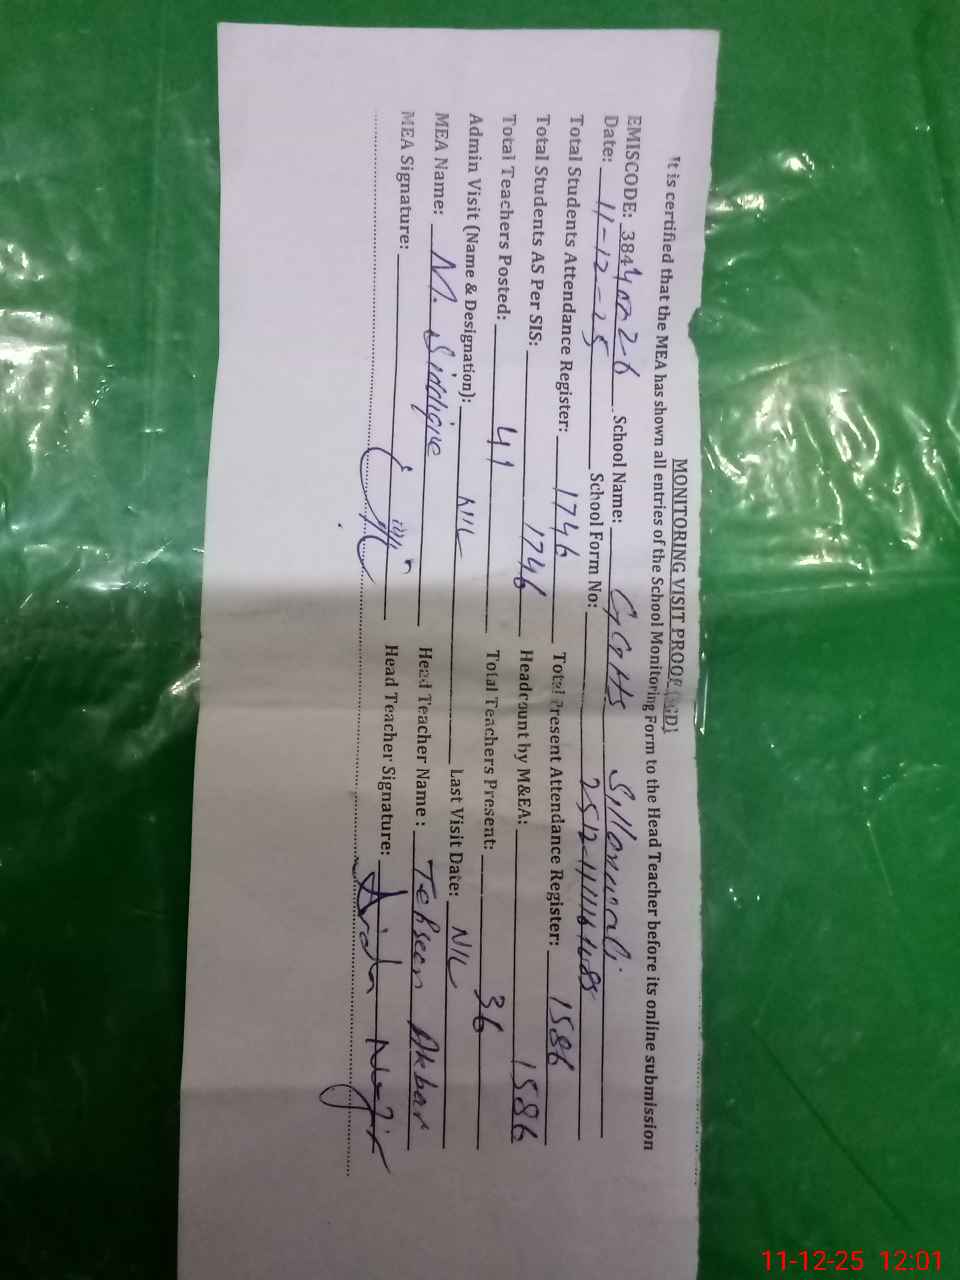 MONITORING VISIT PROOF
It is certified that the MEA has shown all entries of the School Monitoring Form to the Head Teacher before its online submission
EMISCODE: 38440026 School Name: GGHS Sillanwali
Date: 11-12-25 School Form No:
Total Students Attendance Register: 1746 Total Present Attendance Register: 1586
Total Students AS Per SIS: 1746 Headcount by M&EA: 1586
Total Teachers Posted: 41 Total Teachers Present: 36
Admin Visit (Name & Designation): NIL Last Visit Date: NIL
MEA Name: M. Siddique Head Teacher Name: Tehseen Akbar
MEA Signature: Head Teacher Signature:
11-12-25 12:01